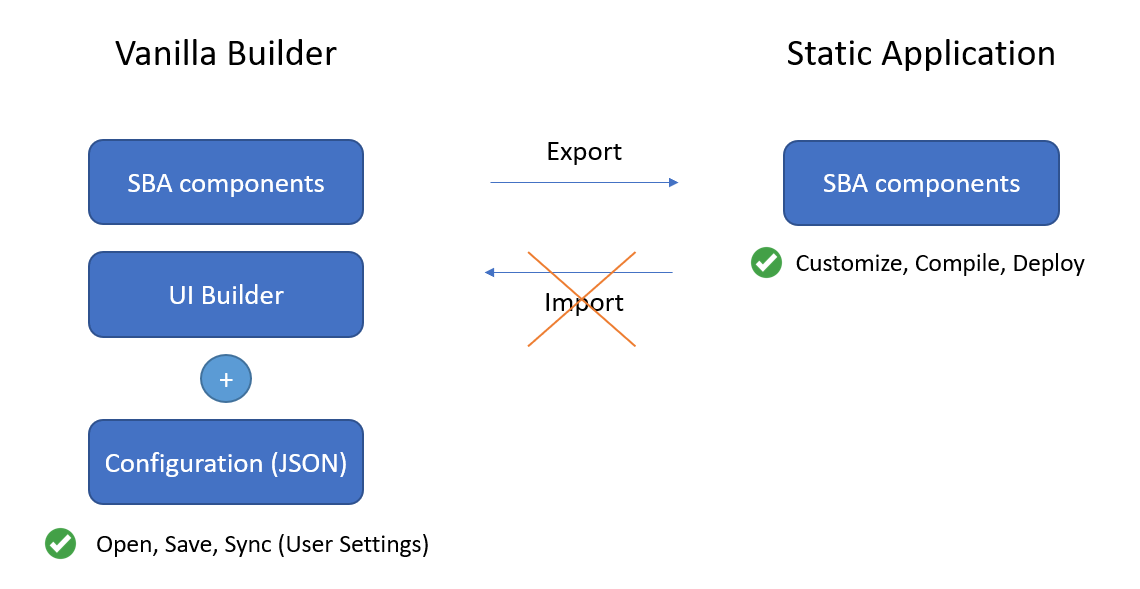 Vanilla Builder
Static Application
SBA components
Export
SBA components
UI Builder
Import
Customize, Compile, Deploy
+
Configuration (JSON)
Open, Save, Sync (User Settings)